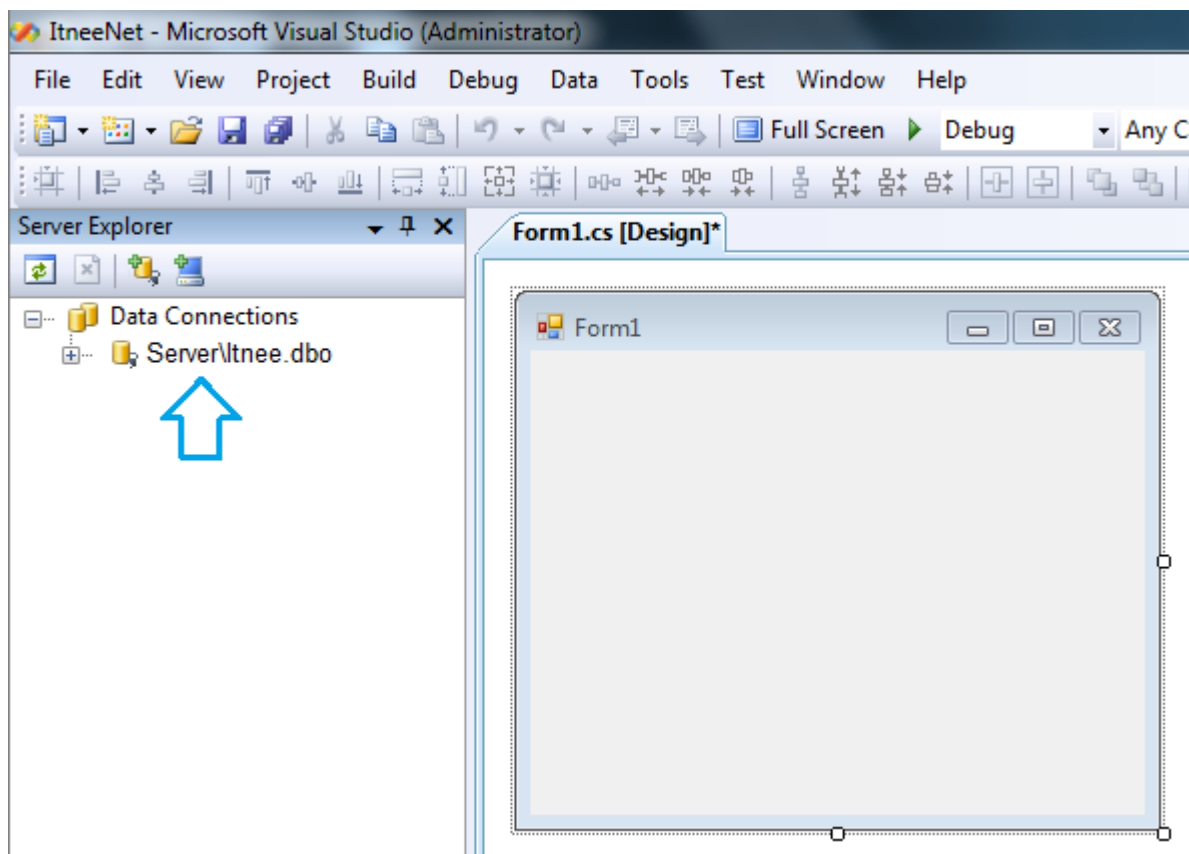 ItneeNet - Microsoft Visual Studio (Administrator)
File Edit View Project Build Debug Data Tools Test Window Help
Full Screen Debug Any C
Server Explorer
Form1.cs [Design]*
Data Connections
Form1
Server\Itnee.dbo